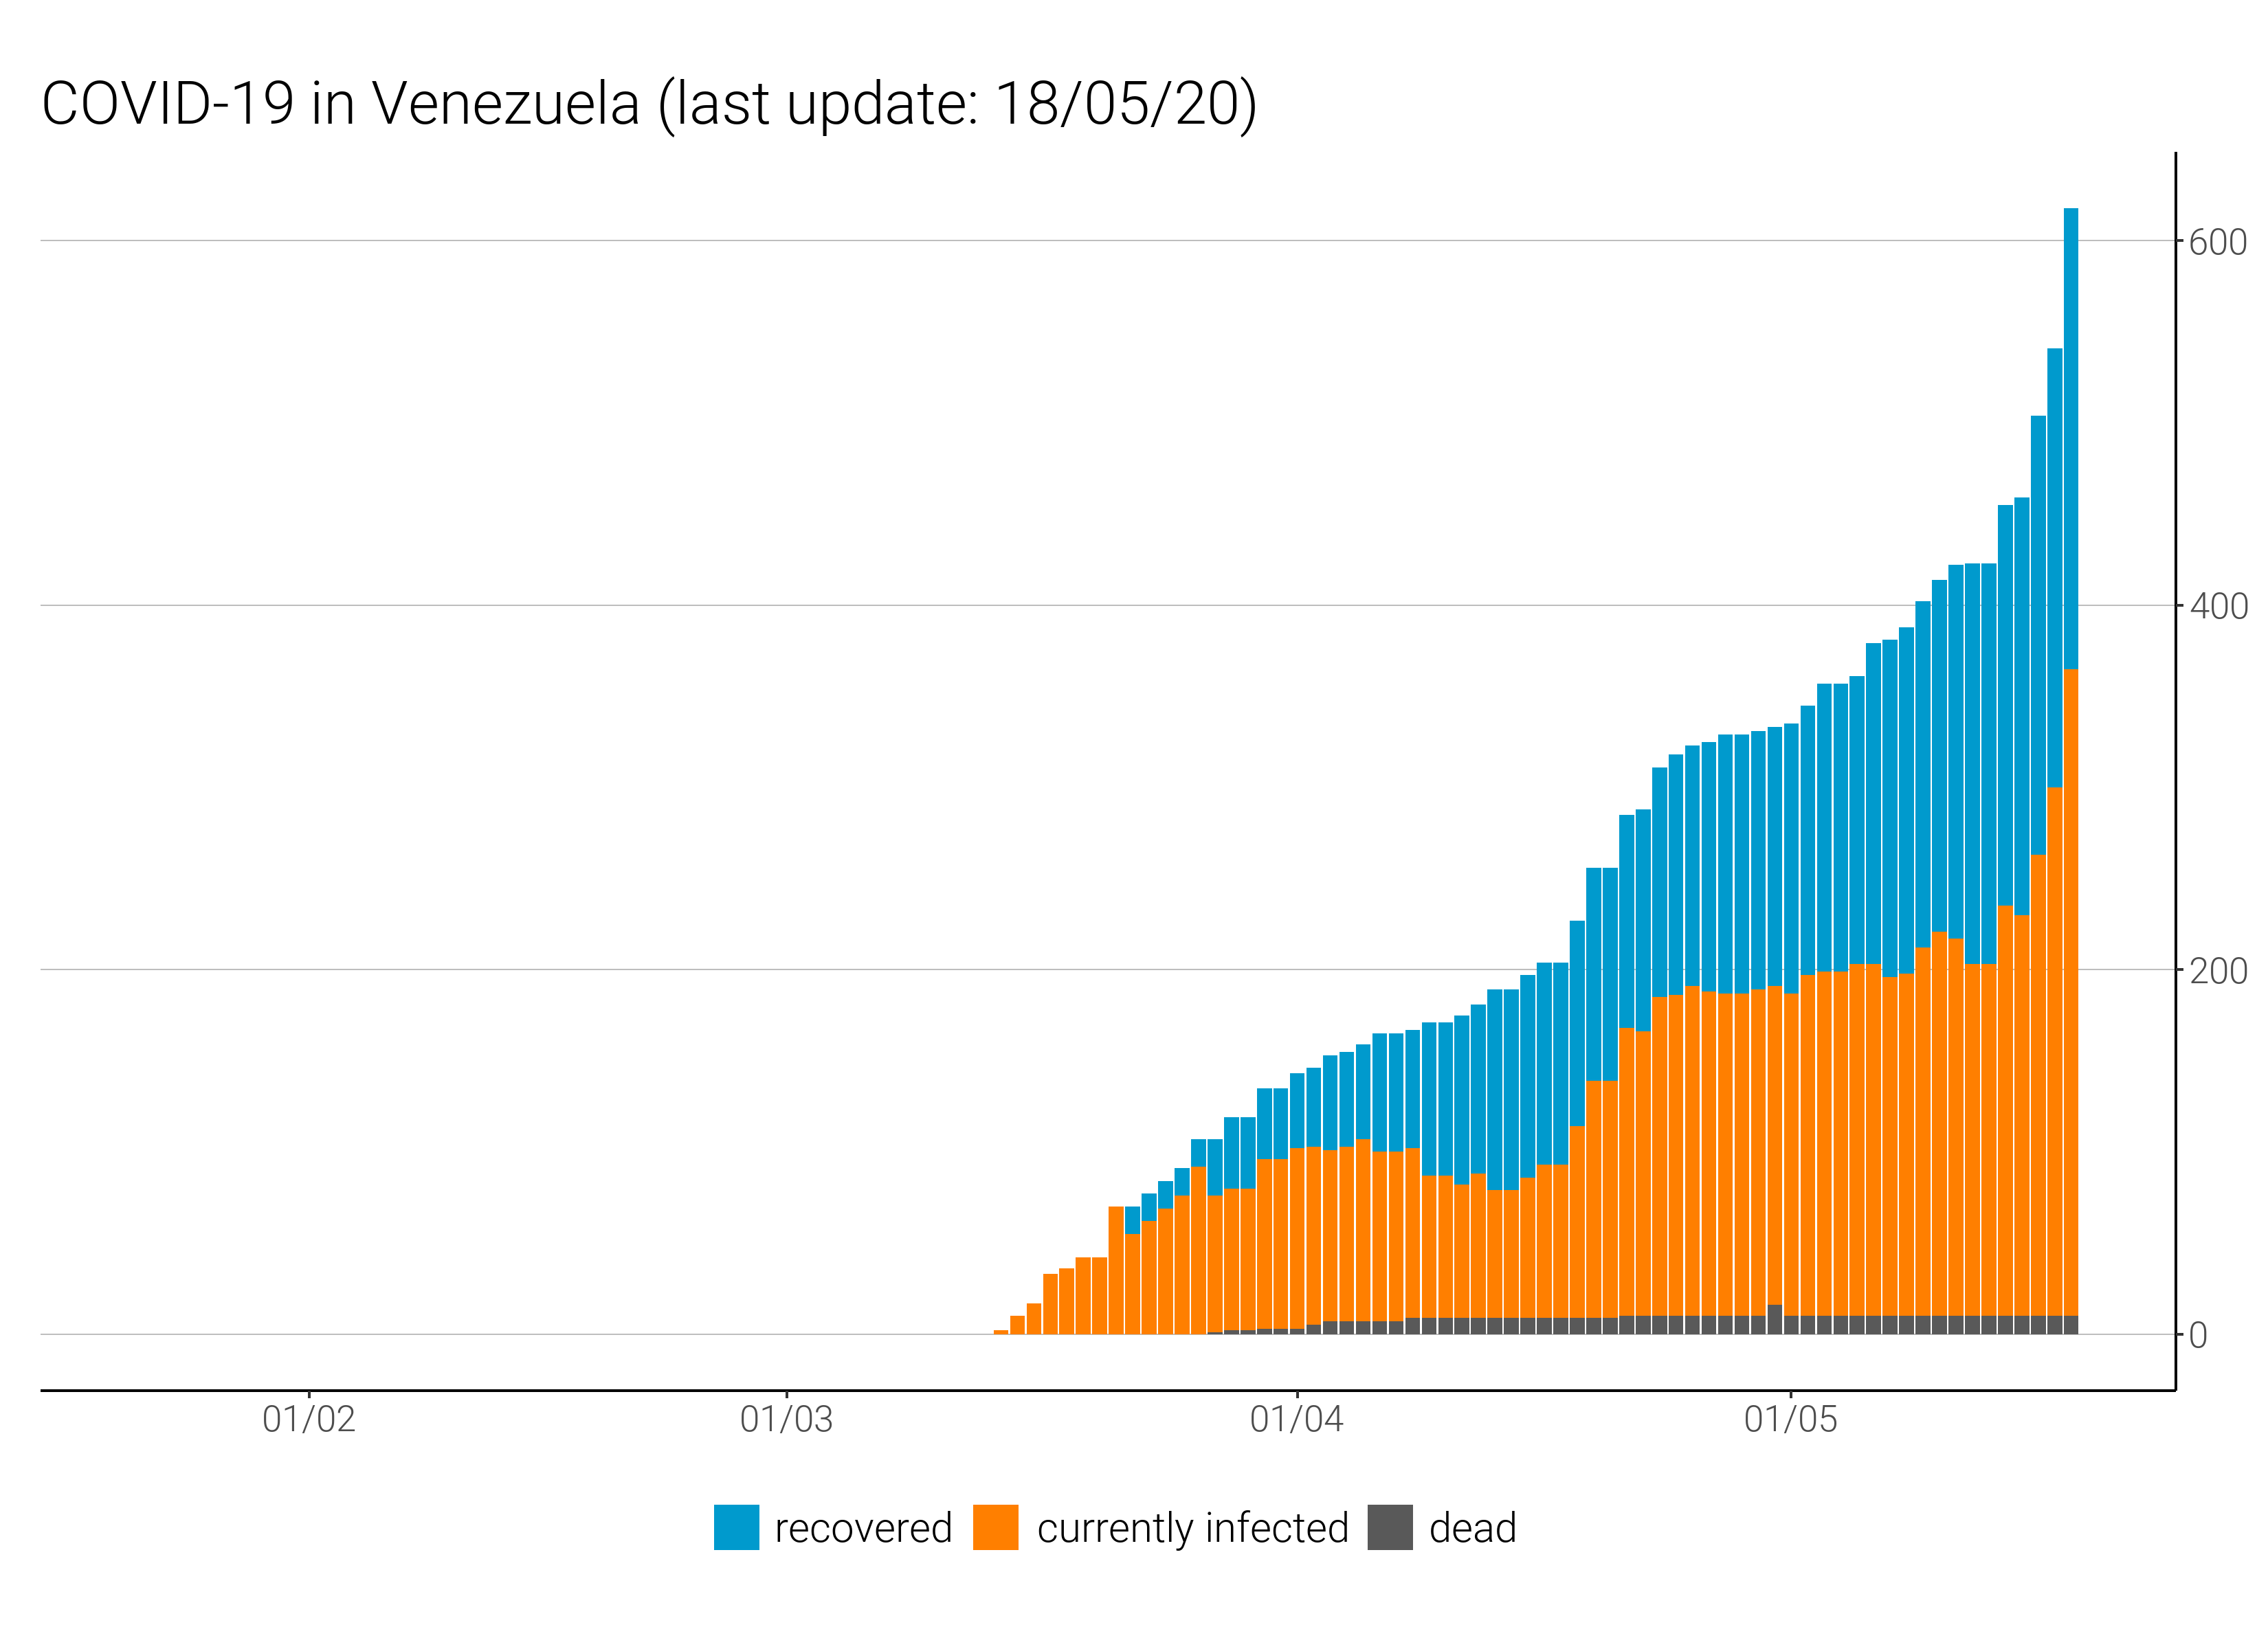 COVID-19 in Venezuela (last update: 18/05/20)
600
400
200
0
01/02 01/03 01/04 01/05
recovered currently infected dead